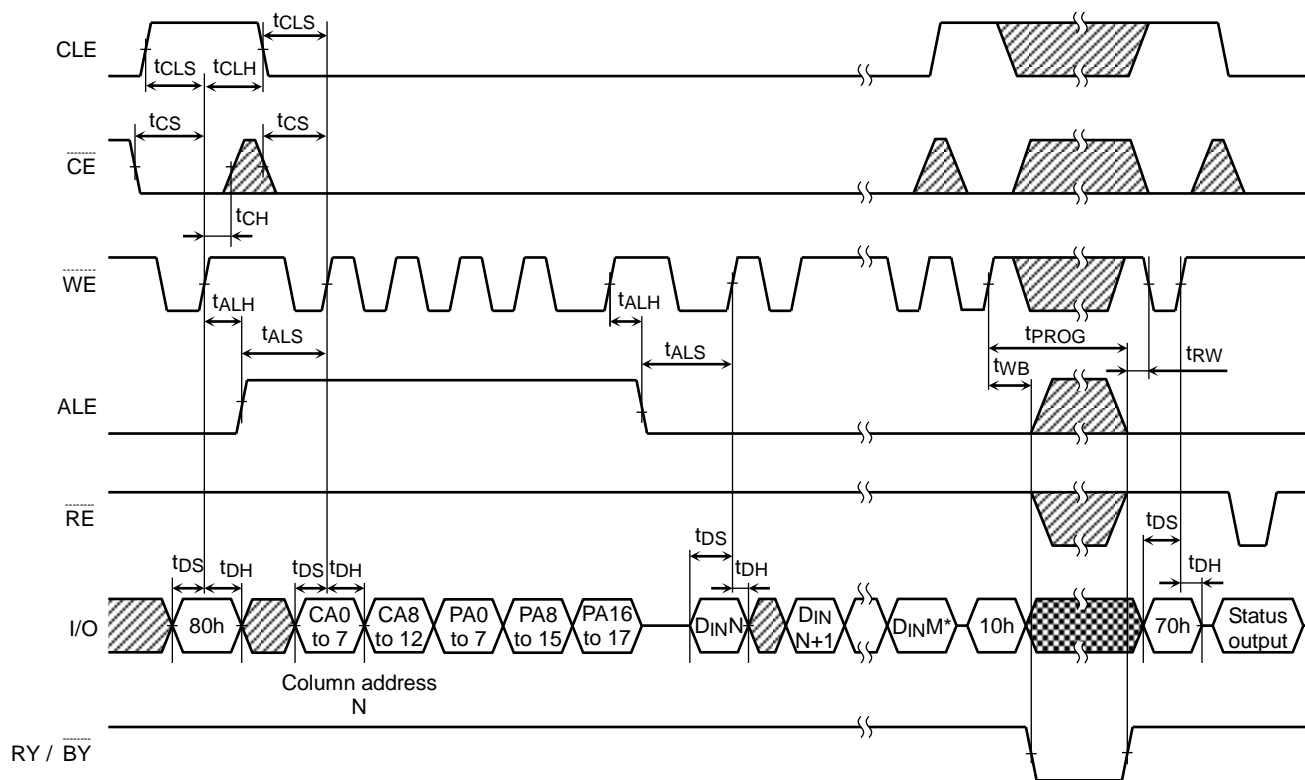 CLE
tCLS
tCLS
tCLH
CE
tCS
tCS
tCH
WE
tALH
tALS
tALH
tALS
tPROG
tWB
tRW
ALE
RE
tDS
tDH
tDS
tDH
tDS
tDH
tDS
tDH
I/O
80h
CA0 to 7
CA8 to 12
PA0 to 7
PA8 to 15
PA16 to 17
DINN
DIN N+1
DINM*
10h
70h
Status output
Column address
N
RY / BY